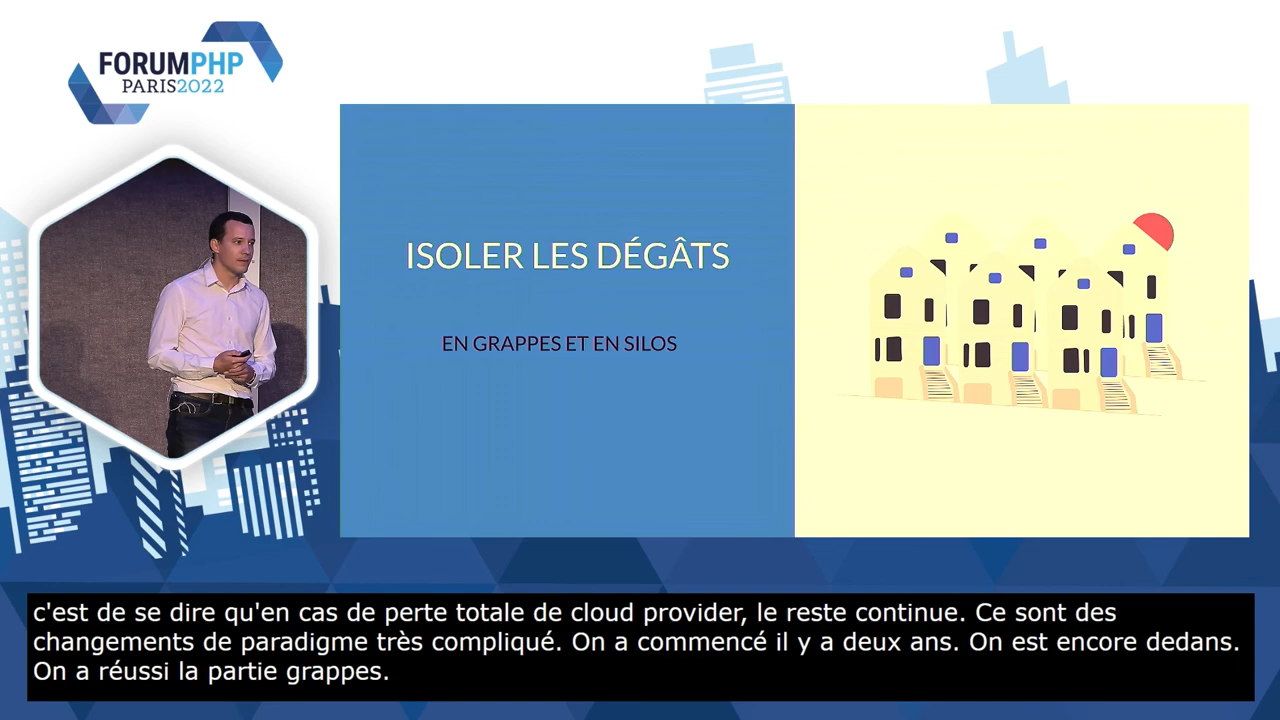 FORUMPHP
PARIS2022
ISOLER LES DÉGÂTS
EN GRAPPES ET EN SILOS
c'est de se dire qu'en cas de perte totale de cloud provider, le reste continue. Ce sont des
changements de paradigme très compliqué. On a commencé il y a deux ans. On est encore dedans.
On a réussi la partie grappes.